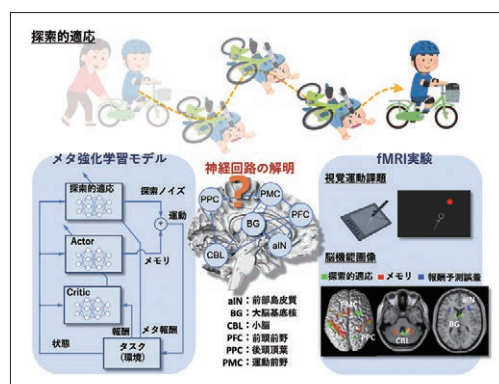 探索的適応
メタ強化学習モデル
探索的適応
探索ノイズ
運動
+
メモリ
Actor
Critic
報酬
メタ報酬
状態
タスク
(環境)
神経回路の解明
?
PPC
PMC
PFC
BG
CBL
aIN
aIN：前部島皮質
BG：大脳基底核
CBL：小脳
PFC：前頭前野
PPC：後頭頂葉
PMC：運動前野
fMRI実験
視覚運動課題
脳機能画像
探索的適応 メモリ 報酬予測誤差
PMC
PPC
CBL
aIN
BG